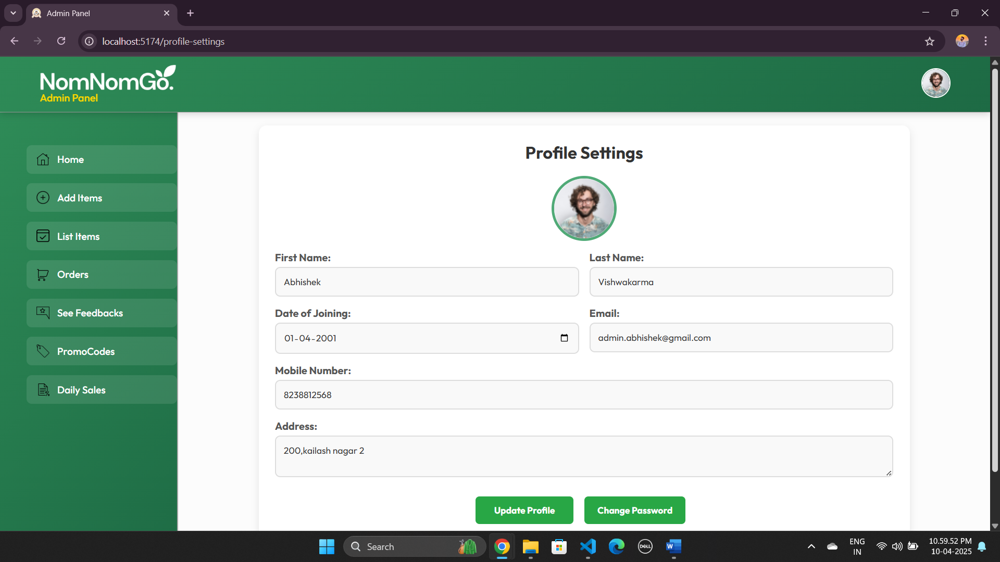 Admin Panel
localhost:5174/profile-settings
NomNomGo.
Admin Panel
Home
Add Items
List Items
Orders
See Feedbacks
PromoCodes
Daily Sales
Profile Settings
First Name:
Last Name:
Abhishek
Vishwakarma
Date of Joining:
Email:
01-04-2001
admin.abhishek@gmail.com
Mobile Number:
8238812568
Address:
200,kailash nagar 2
Update Profile
Change Password
Search
DELL
W
ENG
IN
10.59.52 PM
10-04-2025